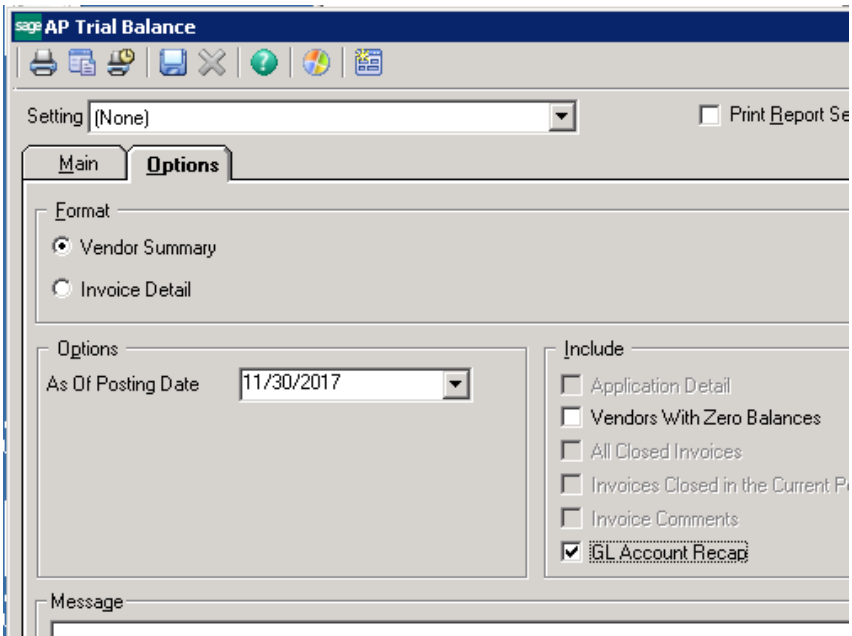 sage AP Trial Balance
Setting (None) Print Report Se
Main Options
Format
Vendor Summary
Invoice Detail
Options
As Of Posting Date 11/30/2017
Include
Application Detail
Vendors With Zero Balances
All Closed Invoices
Invoices Closed in the Current P
Invoice Comments
GL Account Recap
Message